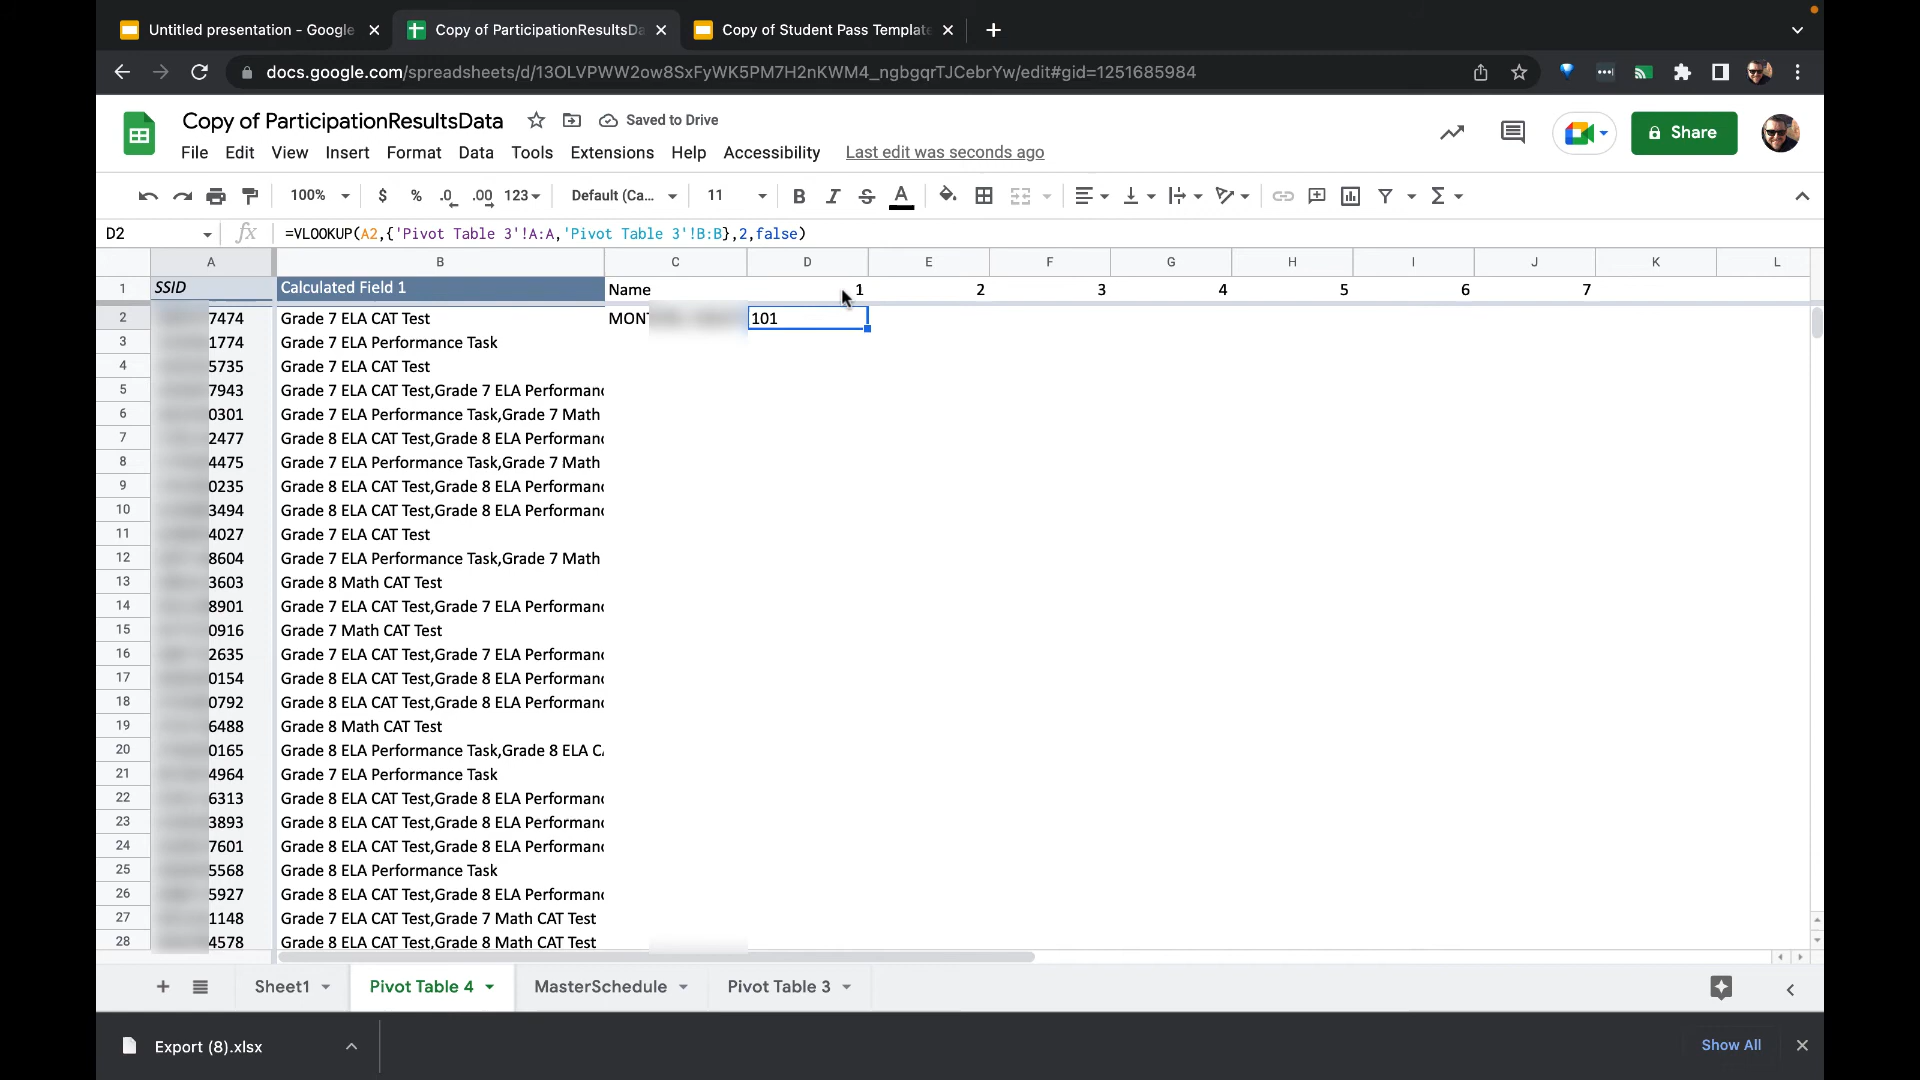 Untitled presentation - Google
Copy of ParticipationResultsDa
Copy of Student Pass Template
docs.google.com/spreadsheets/d/13OLVPWW2ow8SxFyWK5PM7H2nKWM4_ngbgqrTJCebrYw/edit#gid=1251685984
Copy of ParticipationResultsData
Saved to Drive
File Edit View Insert Format Data Tools Extensions Help Accessibility Last edit was seconds ago
Share
100% $ % .0 .00 123 Default (Ca... 11 B I S A Σ
D2 fx =VLOOKUP(A2,{'Pivot Table 3'!A:A,'Pivot Table 3'!B:B},2,false)
A B C D E F G H I J K L
1 SSID Calculated Field 1 Name 1 2 3 4 5 6 7
2 7474 Grade 7 ELA CAT Test MONT 101
3 1774 Grade 7 ELA Performance Task
4 5735 Grade 7 ELA CAT Test
5 7943 Grade 7 ELA CAT Test,Grade 7 ELA Performanc
6 0301 Grade 7 ELA Performance Task,Grade 7 Math
7 2477 Grade 8 ELA CAT Test,Grade 8 ELA Performanc
8 4475 Grade 7 ELA Performance Task,Grade 7 Math
9 0235 Grade 8 ELA CAT Test,Grade 8 ELA Performanc
10 3494 Grade 8 ELA CAT Test,Grade 8 ELA Performanc
11 4027 Grade 7 ELA CAT Test
12 8604 Grade 7 ELA Performance Task,Grade 7 Math
13 3603 Grade 8 Math CAT Test
14 8901 Grade 7 ELA CAT Test,Grade 7 ELA Performanc
15 0916 Grade 7 Math CAT Test
16 2635 Grade 7 ELA CAT Test,Grade 7 ELA Performanc
17 0154 Grade 8 ELA CAT Test,Grade 8 ELA Performanc
18 0792 Grade 8 ELA CAT Test,Grade 8 ELA Performanc
19 6488 Grade 8 Math CAT Test
20 0165 Grade 8 ELA Performance Task,Grade 8 ELA CA
21 4964 Grade 7 ELA Performance Task
22 6313 Grade 8 ELA CAT Test,Grade 8 ELA Performanc
23 3893 Grade 8 ELA CAT Test,Grade 8 ELA Performanc
24 7601 Grade 8 ELA CAT Test,Grade 8 ELA Performanc
25 5568 Grade 8 ELA Performance Task
26 5927 Grade 8 ELA CAT Test,Grade 8 ELA Performanc
27 1148 Grade 7 ELA CAT Test,Grade 7 Math CAT Test
28 4578 Grade 8 ELA CAT Test,Grade 8 Math CAT Test
Sheet1 Pivot Table 4 MasterSchedule Pivot Table 3
Export (8).xlsx
Show All